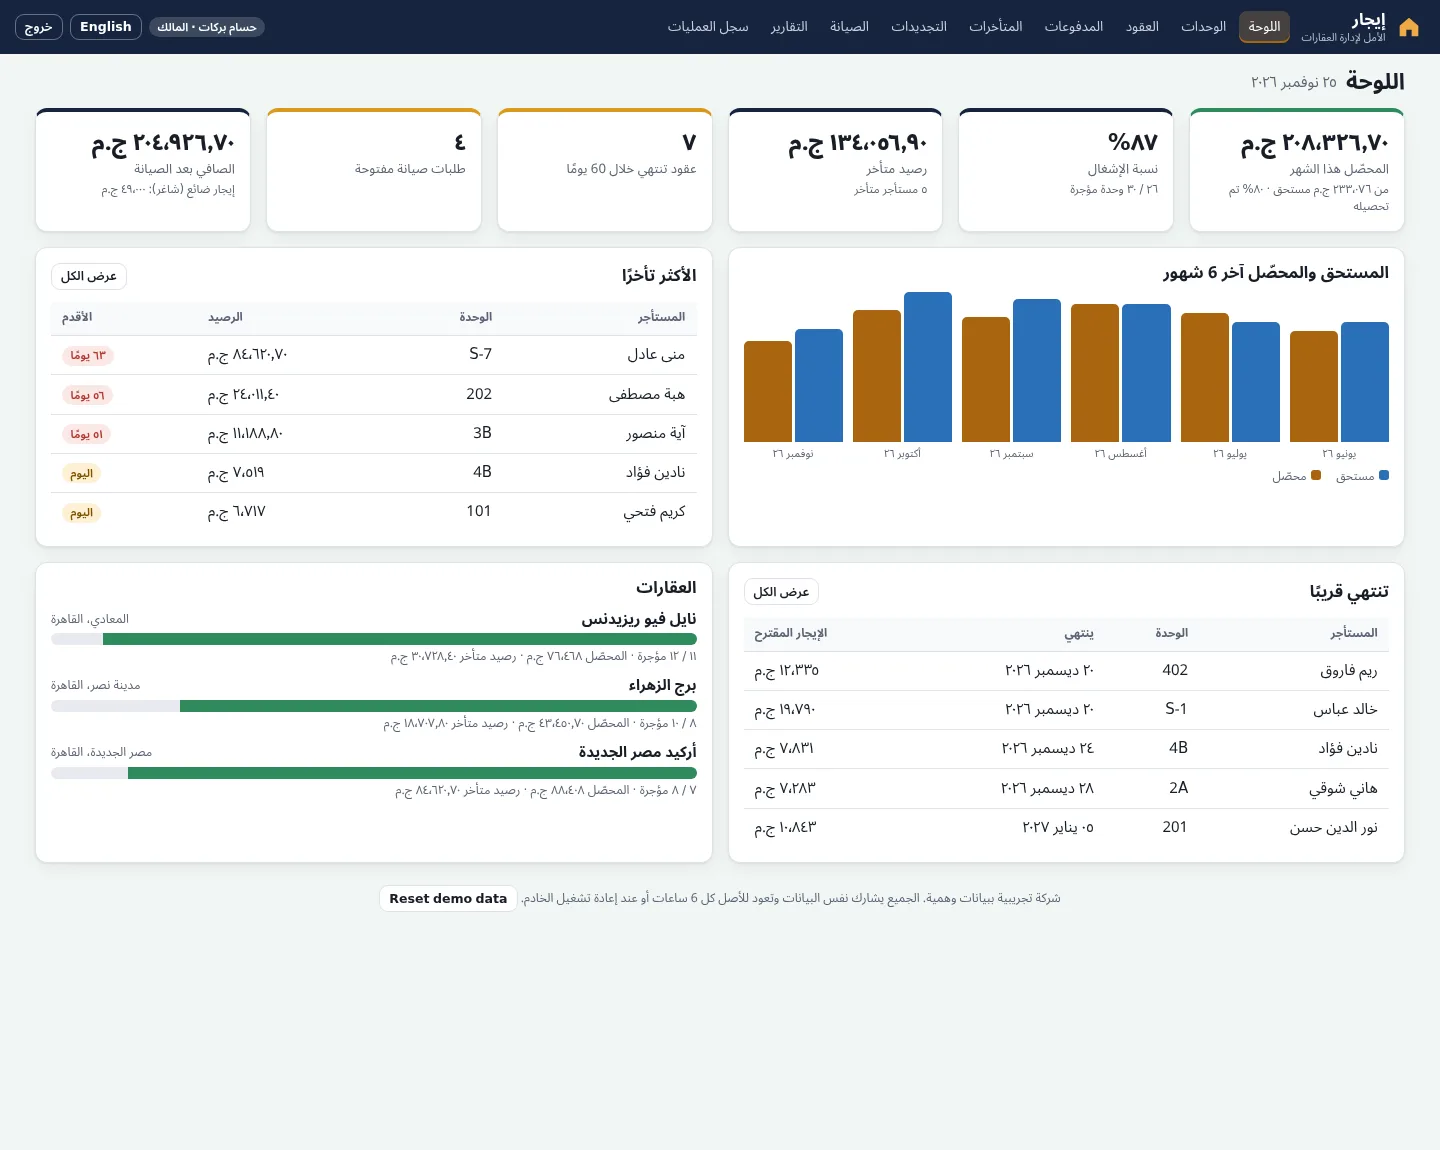 إيجار
الأمل لإدارة العقارات
اللوحة
الوحدات
العقود
المدفوعات
المتأخرات
التجديدات
الصيانة
التقارير
سجل العمليات
حسام بركات · المالك
English
خروج
اللوحة ٢٥ نوفمبر ٢٠٢٦
٢٠٨،٣٢٦,٧٠ ج.م
المحصّل هذا الشهر
من ٢٣٣،٠٧٦ ج.م مستحق · ٨٠% تم
تحصيله
٨٧%
نسبة الإشغال
٢٦ / ٣٠ وحدة مؤجرة
١٣٤،٠٥٦,٩٠ ج.م
رصيد متأخر
٥ مستأجر متأخر
٧
عقود تنتهي خلال 60 يومًا
٤
طلبات صيانة مفتوحة
٢٠٤،٩٢٦,٧٠ ج.م
الصافي بعد الصيانة
إيجار ضائع (شاغر): ٤٩،٠٠٠ ج.م
المستحق والمحصّل آخر 6 شهور
يونيو ٢٦
يوليو ٢٦
أغسطس ٢٦
سبتمبر ٢٦
أكتوبر ٢٦
نوفمبر ٢٦
مستحق
محصّل
الأكثر تأخرًا
عرض الكل
المستأجر الوحدة الرصيد الأقدم
منى عادل S-7 ٨٤،٦٢٠,٧٠ ج.م ٦٣ يومًا
هبة مصطفى 202 ٢٤،٠١١,٤٠ ج.م ٥٦ يومًا
آية منصور 3B ١١،١٨٨,٨٠ ج.م ٥١ يومًا
نادين فؤاد 4B ٧،٥١٩ ج.م اليوم
كريم فتحي 101 ٦،٧١٧ ج.م اليوم
تنتهي قريبًا
عرض الكل
المستأجر الوحدة ينتهي الإيجار المقترح
ريم فاروق 402 ٢٠ ديسمبر ٢٠٢٦ ١٢،٣٣٥ ج.م
خالد عباس S-1 ٢٠ ديسمبر ٢٠٢٦ ١٩،٧٩٠ ج.م
نادين فؤاد 4B ٢٤ ديسمبر ٢٠٢٦ ٧،٨٣١ ج.م
هاني شوقي 2A ٢٨ ديسمبر ٢٠٢٦ ٧،٢٨٣ ج.م
نور الدين حسن 201 ٠٥ يناير ٢٠٢٧ ١٠،٨٤٣ ج.م
العقارات
نايل فيو ريزيدنس المعادي، القاهرة
١١ / ١٢ مؤجرة · المحصّل ٧٦،٤٦٨ ج.م · رصيد متأخر ٣٠،٧٢٨,٤٠ ج.م
برج الزهراء مدينة نصر، القاهرة
٨ / ١٠ مؤجرة · المحصّل ٤٣،٤٥٠,٧٠ ج.م · رصيد متأخر ١٨،٧٠٧,٨٠ ج.م
أركيد مصر الجديدة مصر الجديدة، القاهرة
٧ / ٨ مؤجرة · المحصّل ٨٨،٤٠٨ ج.م · رصيد متأخر ٨٤،٦٢٠,٧٠ ج.م
شركة تجريبية ببيانات وهمية. الجميع يشارك نفس البيانات وتعود للأصل كل 6 ساعات أو عند إعادة تشغيل الخادم. Reset demo data